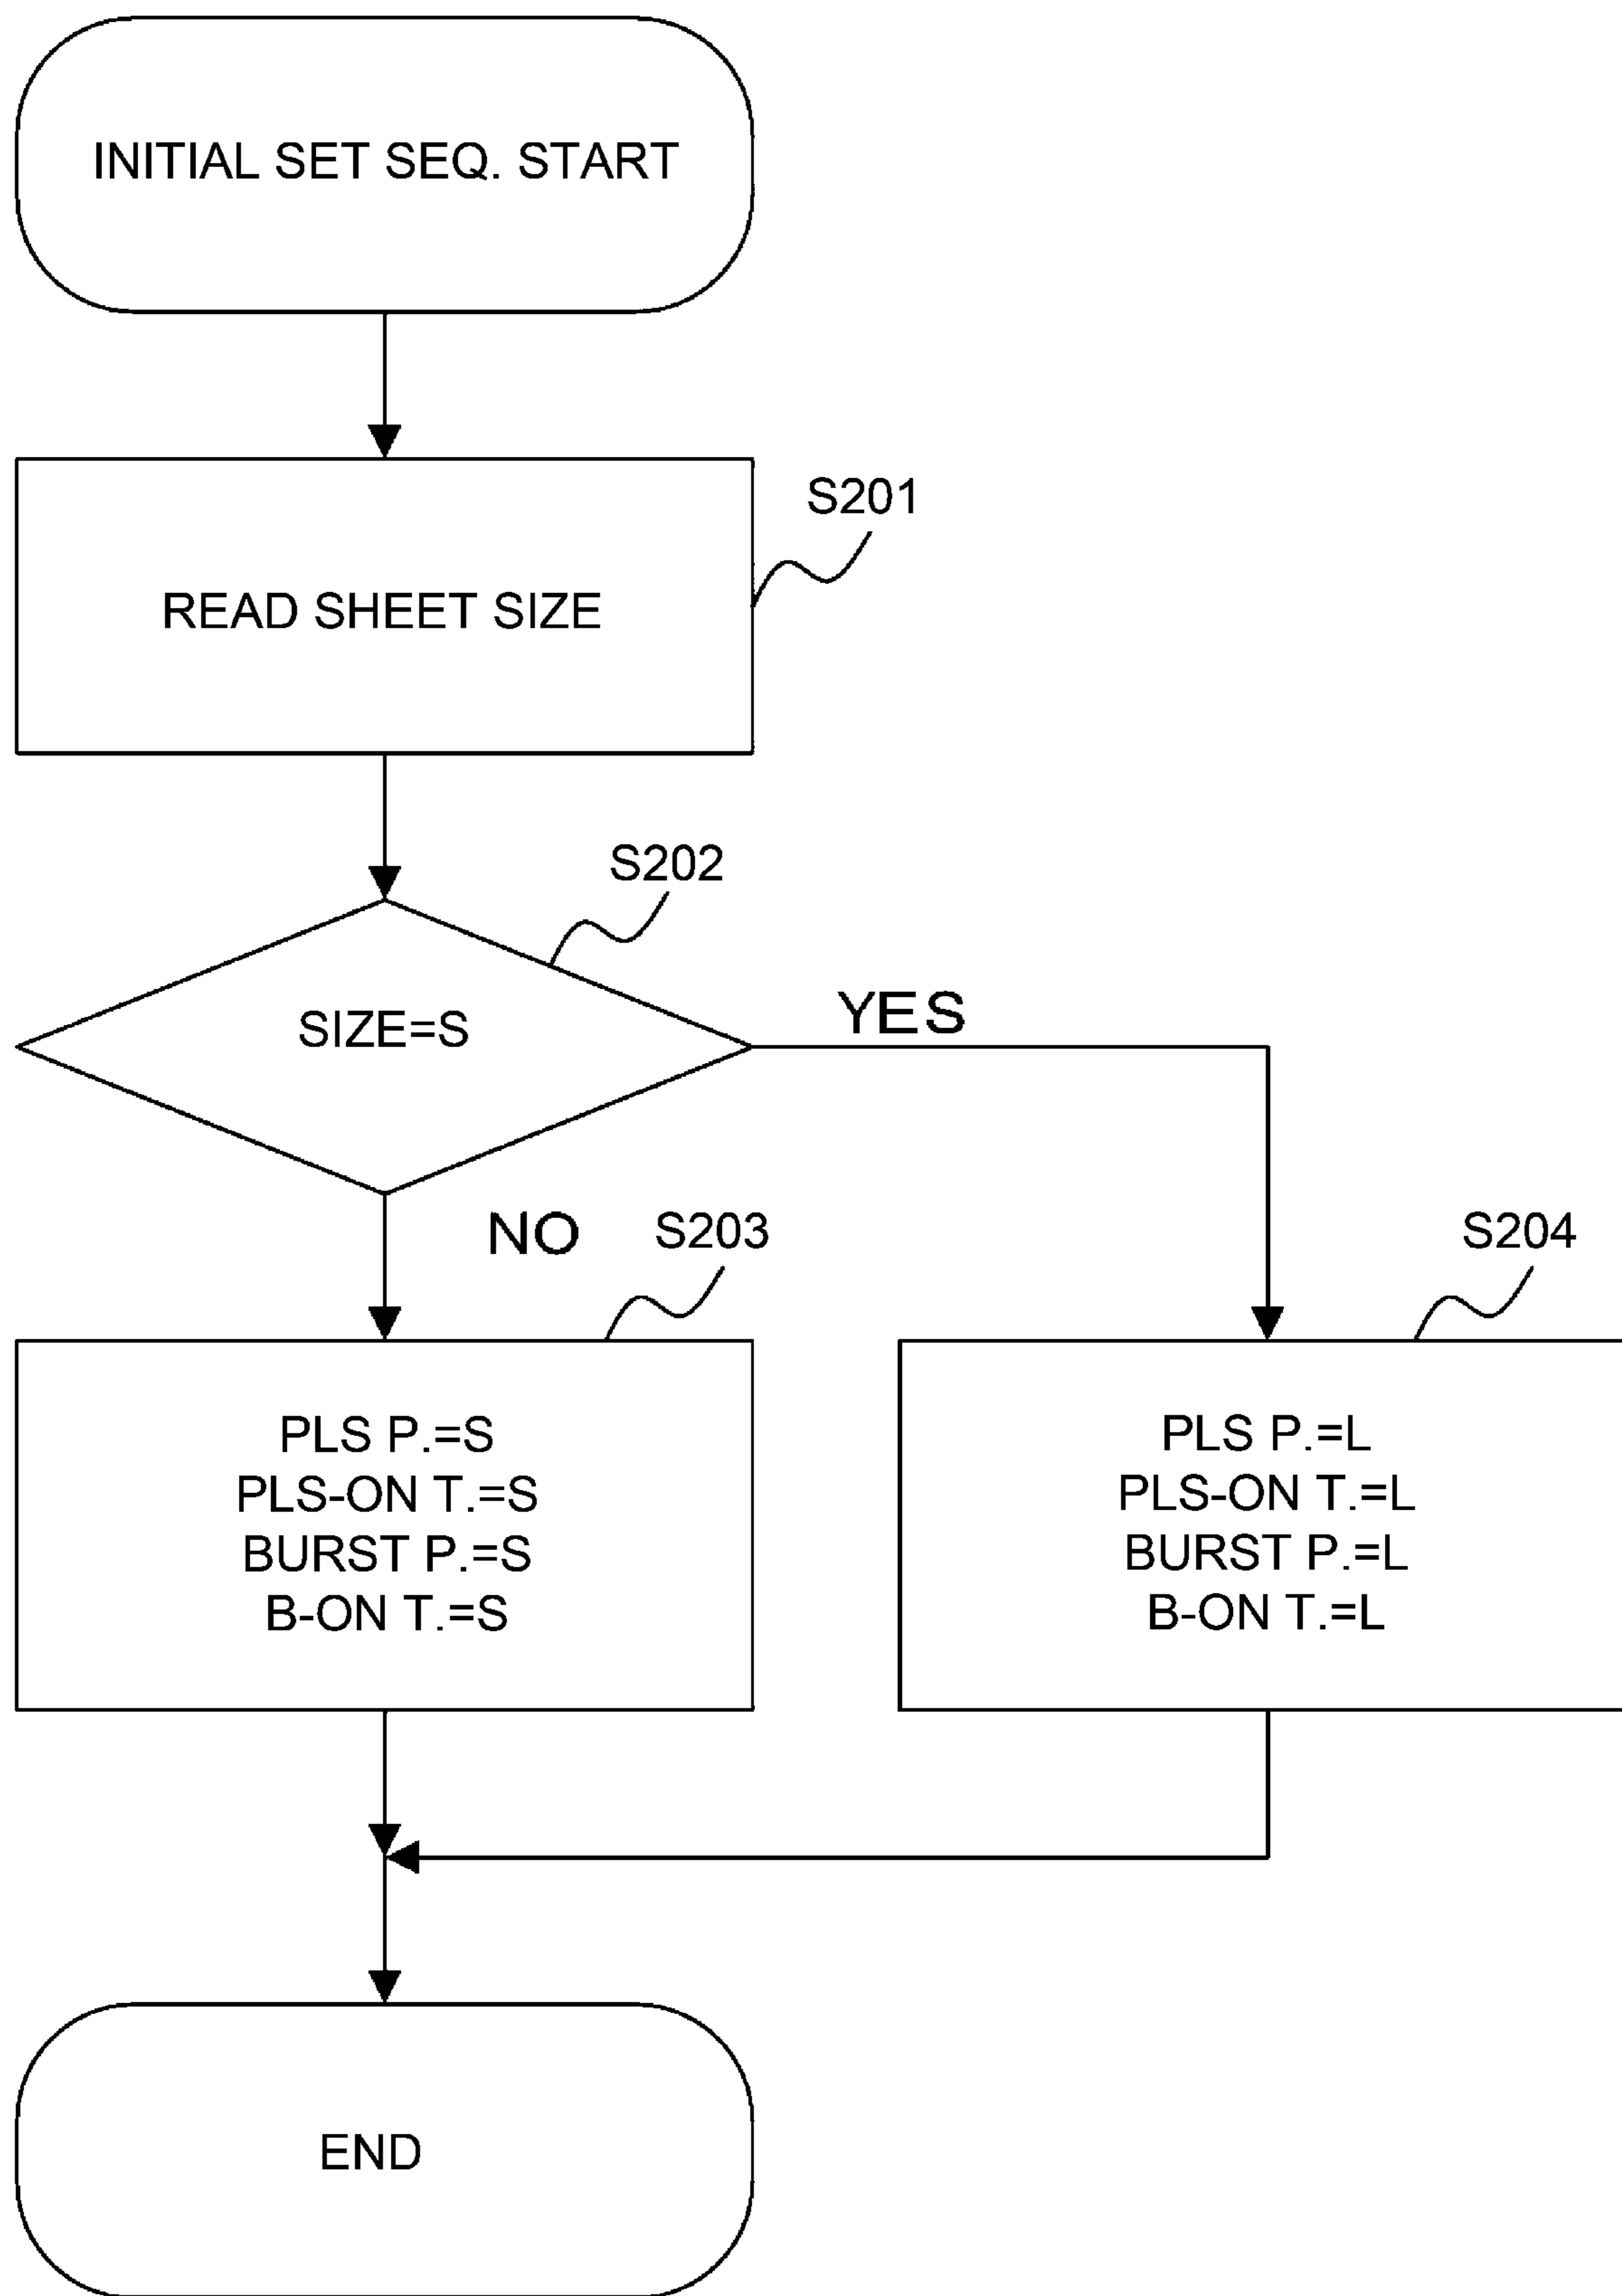 INITIAL SET SEQ. START
S201
READ SHEET SIZE
S202
SIZE=S
YES
NO
S203
S204
PLS P.=S
PLS-ON T.=S
BURST P.=S
B-ON T.=S
PLS P.=L
PLS-ON T.=L
BURST P.=L
B-ON T.=L
END